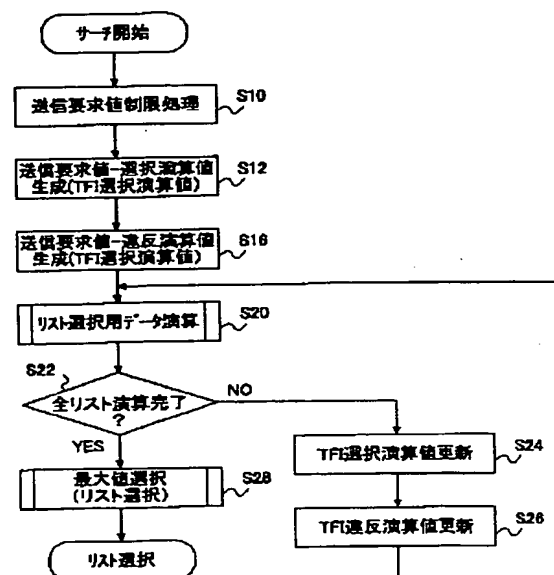 サーチ開始
送信要求値制限処理
S10
送信要求値-選択演算値
生成(TFI選択演算値)
S12
送信要求値-違反演算値
生成(TFI選択演算値)
S16
リスト選択用データ演算
S20
S22
全リスト演算完了
?
NO
YES
TFI選択演算値更新
S24
最大値選択
(リスト選択)
S28
TFI違反演算値更新
S26
リスト選択